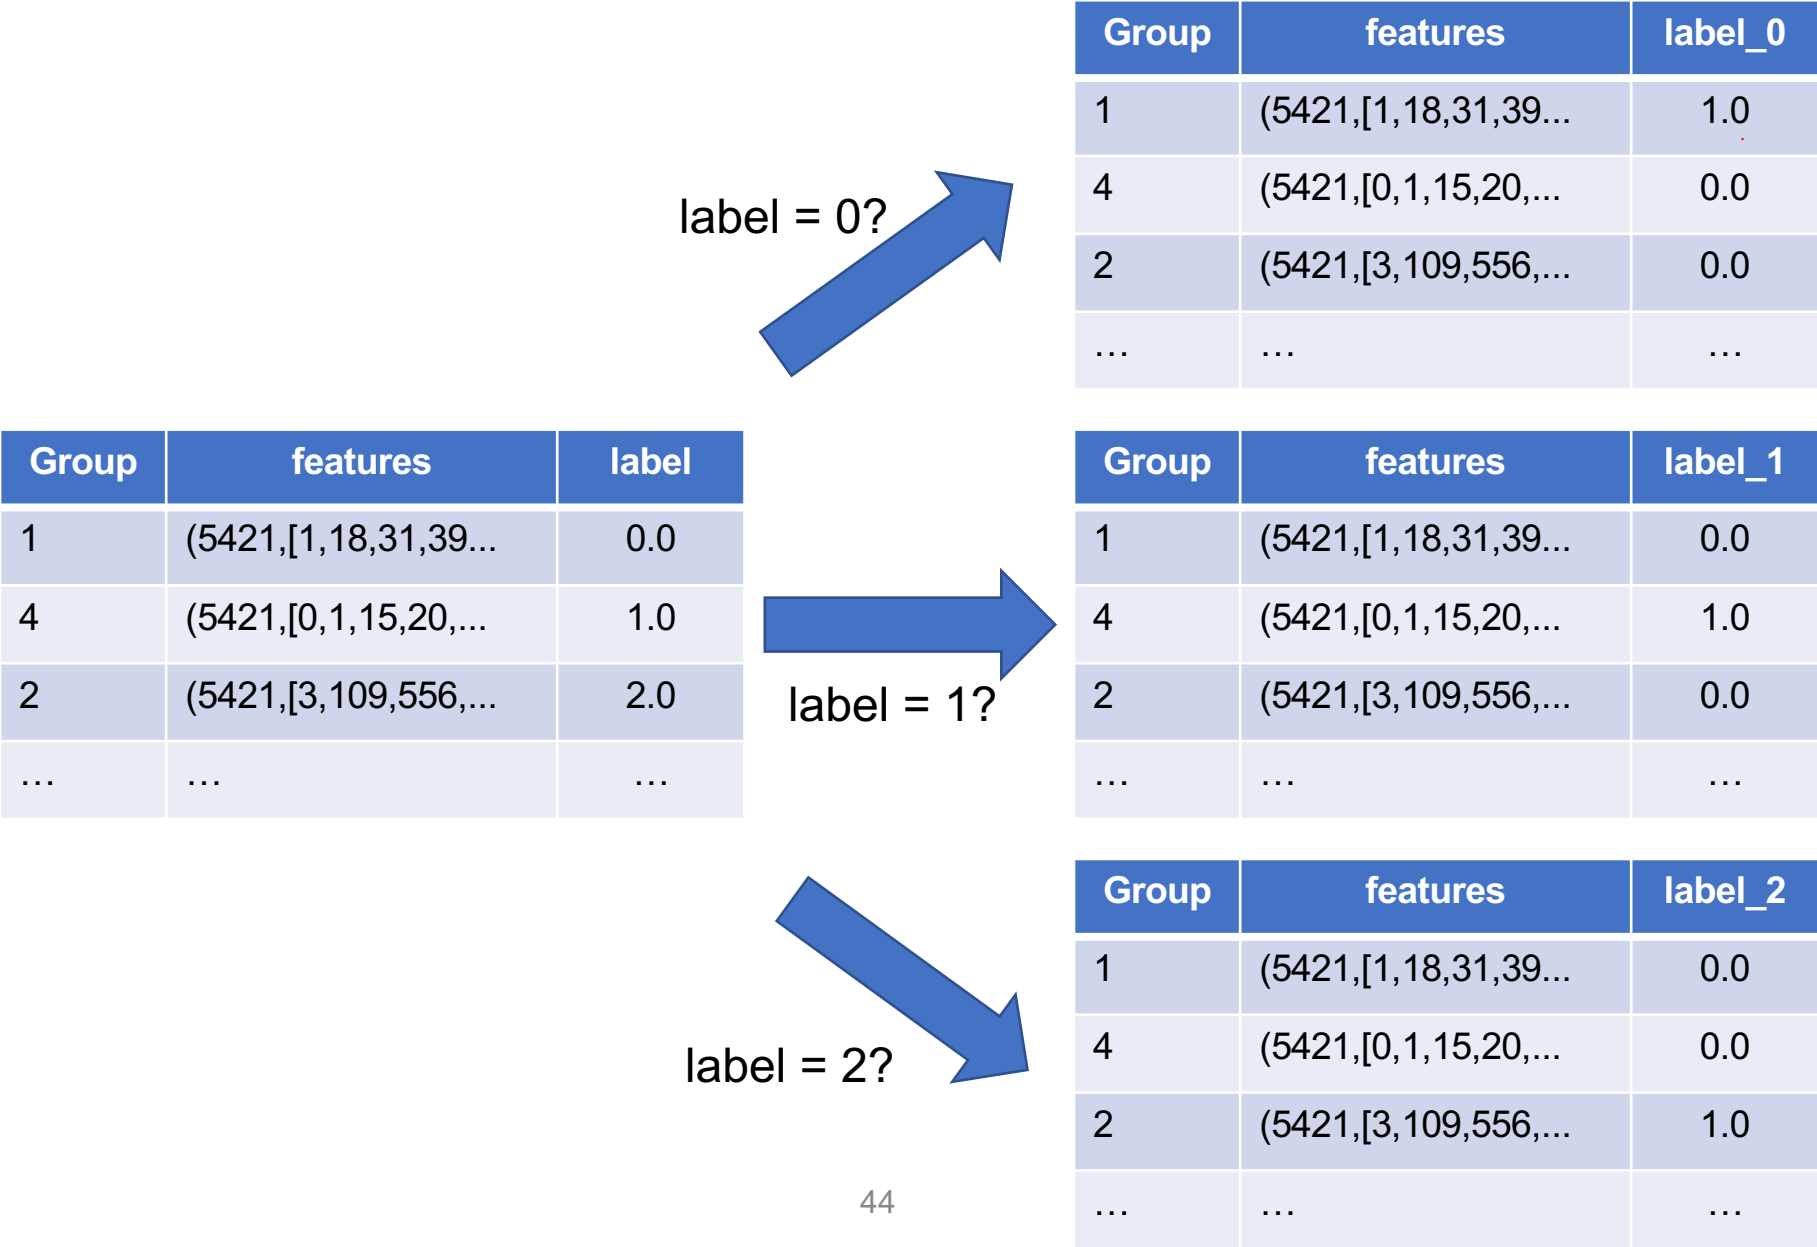 Group features label_0
1 (5421,[1,18,31,39... 1.0
4 (5421,[0,1,15,20,... 0.0
2 (5421,[3,109,556,... 0.0
… … …
label = 0?
Group features label
1 (5421,[1,18,31,39... 0.0
4 (5421,[0,1,15,20,... 1.0
2 (5421,[3,109,556,... 2.0
… … …
label = 1?
Group features label_1
1 (5421,[1,18,31,39... 0.0
4 (5421,[0,1,15,20,... 1.0
2 (5421,[3,109,556,... 0.0
… … …
label = 2?
Group features label_2
1 (5421,[1,18,31,39... 0.0
4 (5421,[0,1,15,20,... 0.0
2 (5421,[3,109,556,... 1.0
… … …
44